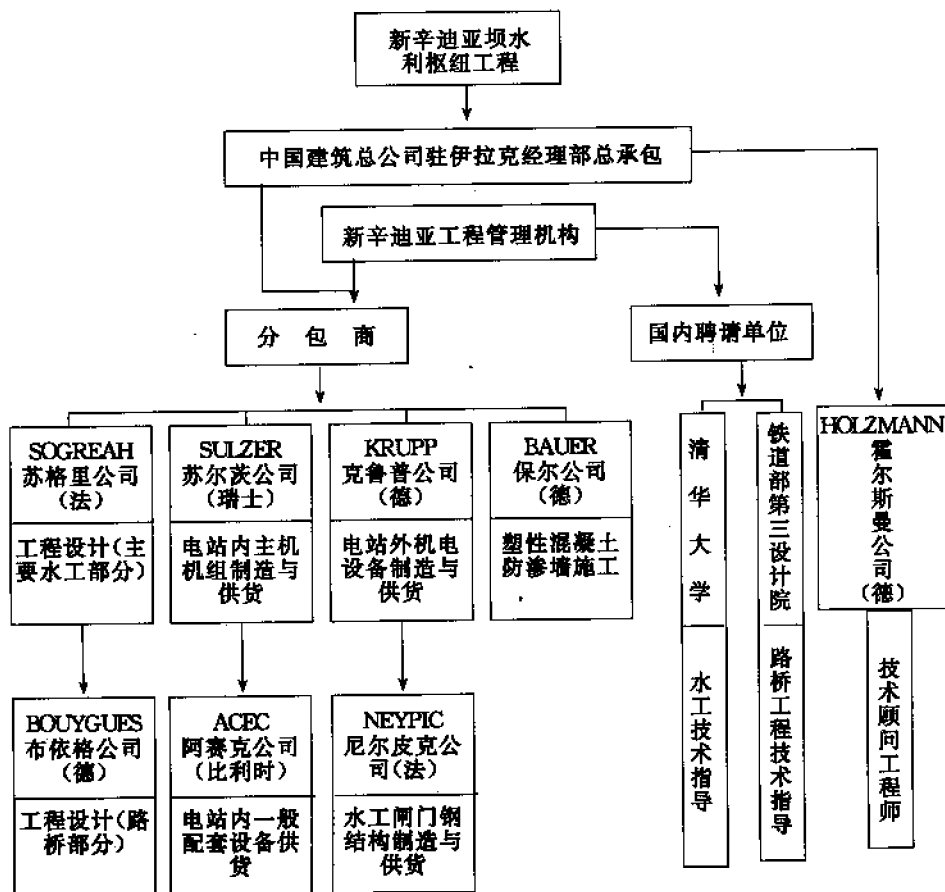 新辛迪亚坝水
利枢纽工程
中国建筑总公司驻伊拉克经理部总承包
新辛迪亚工程管理机构
分包商
国内聘请单位
SOGREAH
苏格里公司
(法)
工程设计(主
要水工部分)
SULZER
苏尔茨公司
(瑞士)
电站内主机
机组制造与
供货
KRUPP
克鲁普公司
(德)
电站外机电
设备制造与
供货
BAUER
保尔公司
(德)
塑性混凝土
防渗墙施工
清华大学
水工技术指导
铁道部第三设计院
路桥工程技术指导
HOLZMANN
霍尔斯曼公司
(德)
技术顾问工程师
BOUYGUES
布依格公司
(德)
工程设计(路
桥部分)
ACEC
阿赛克公司
(比利时)
电站内一般
配套设备供
货
NEYPIC
尼尔皮克公
司(法)
水工闸门钢
结构制造与
供货